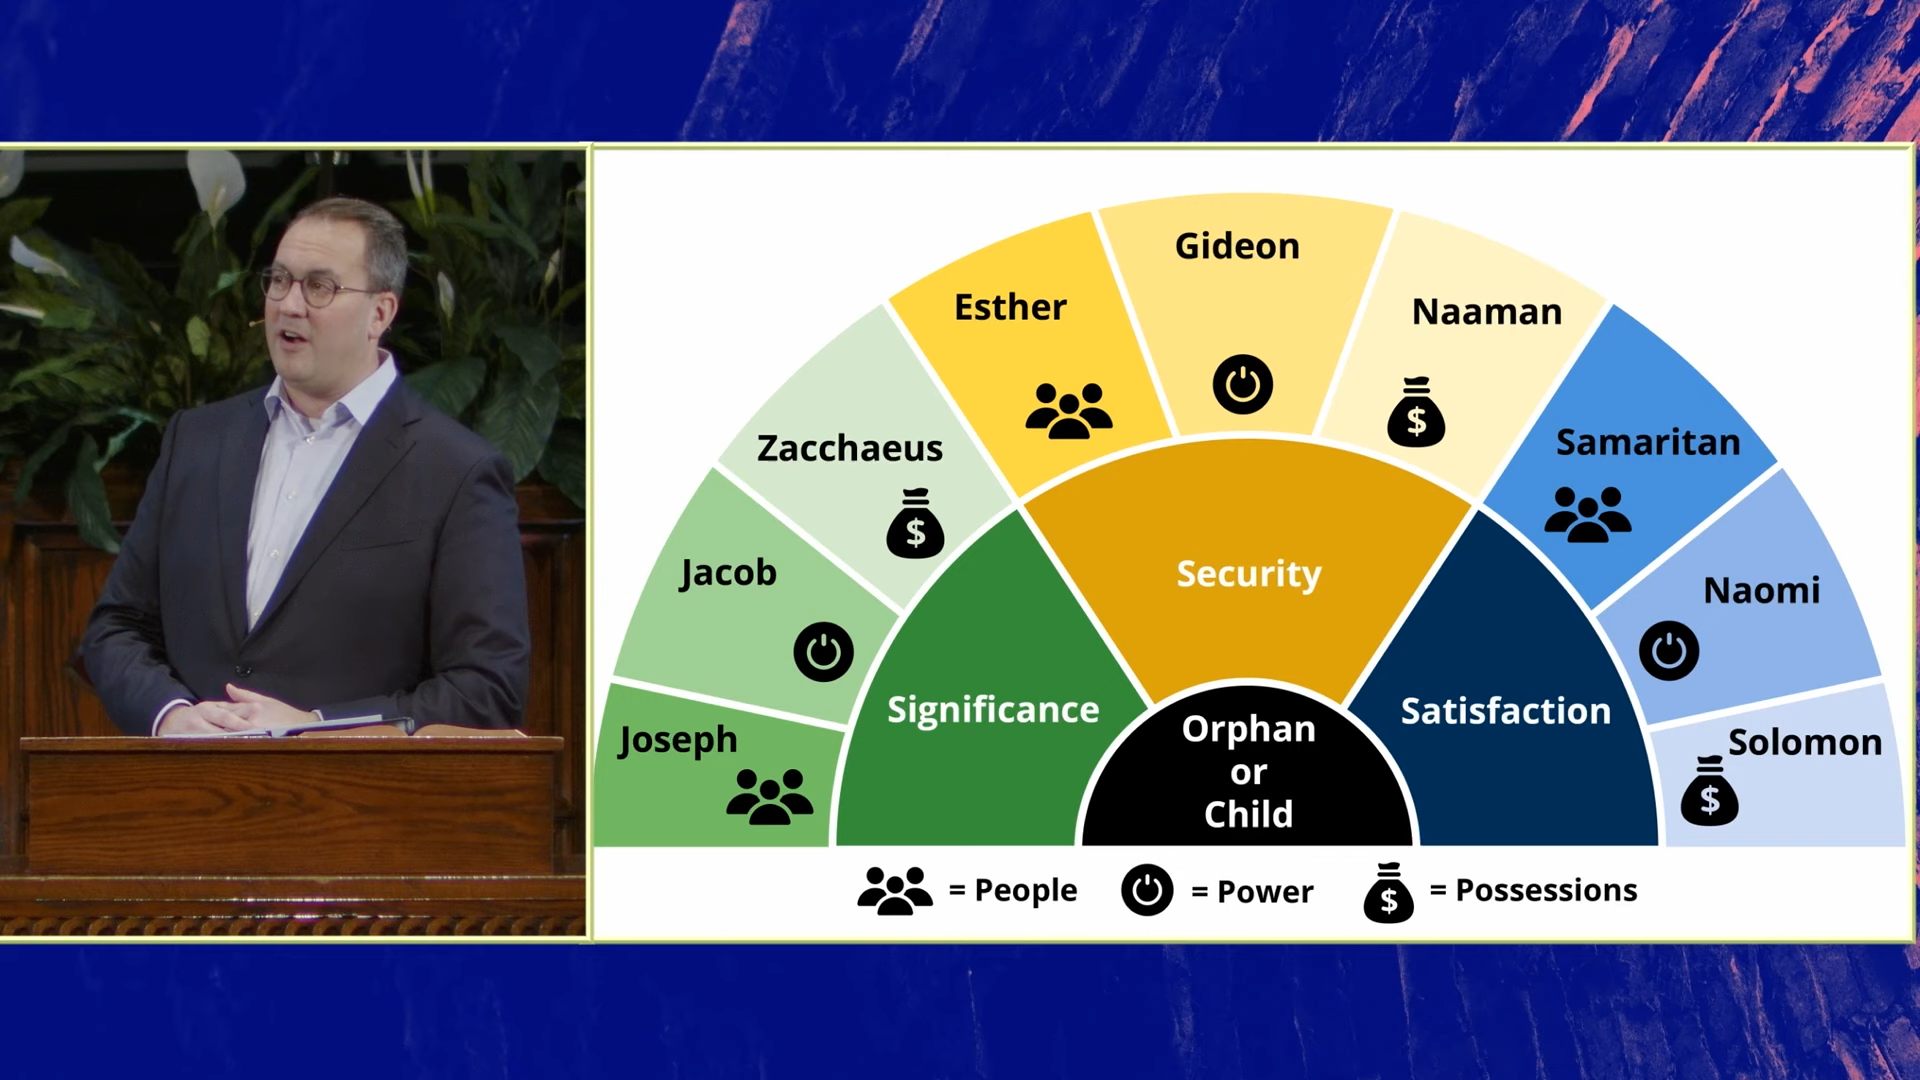 Gideon
Esther
Naaman
Zacchaeus
Samaritan
Jacob
Security
Naomi
Joseph
Significance
Satisfaction
Solomon
Orphan
or
Child
= People
= Power
= Possessions